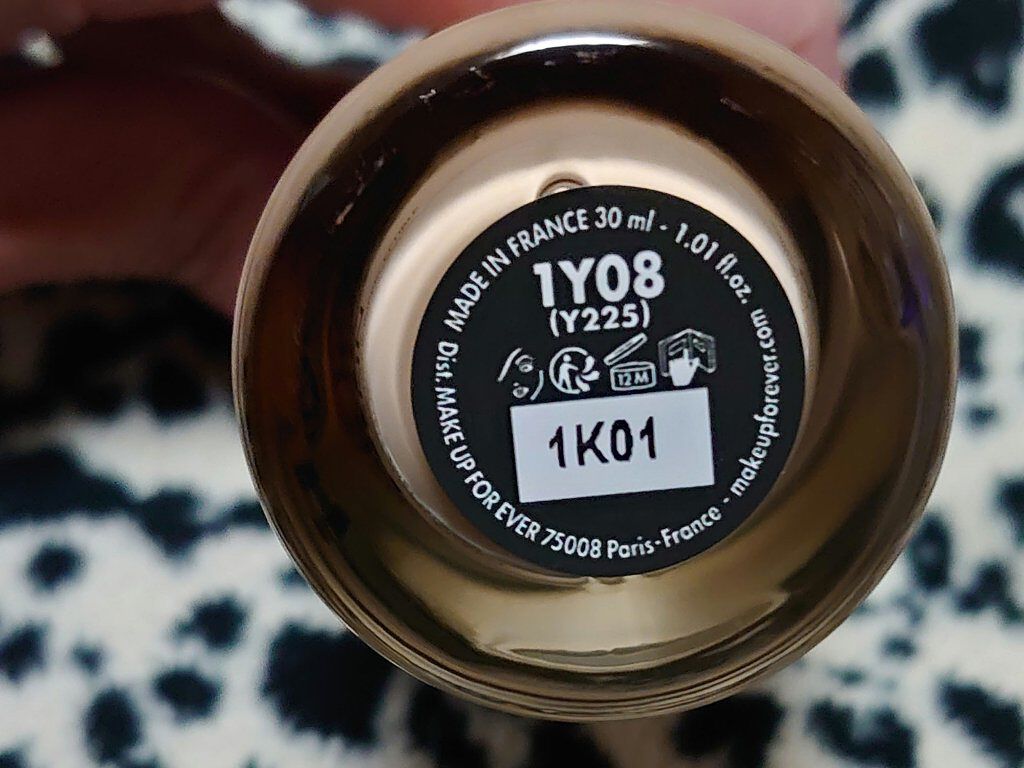 MADE IN FRANCE 30 ml - 1.01 fl.oz.
1Y08
(Y225)
12 M
1K01
Dist. MAKE UP FOR EVER 75008 Paris-France - makeupforever.com